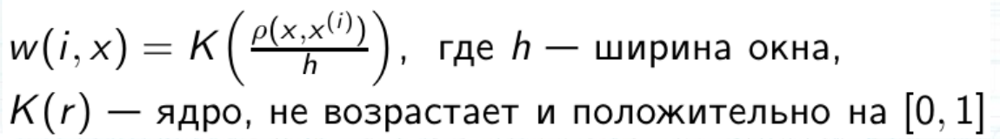 w(i, x) = K(ρ(x,x^(i))/h), где h — ширина окна,
K(r) — ядро, не возрастает и положительно на [0, 1]